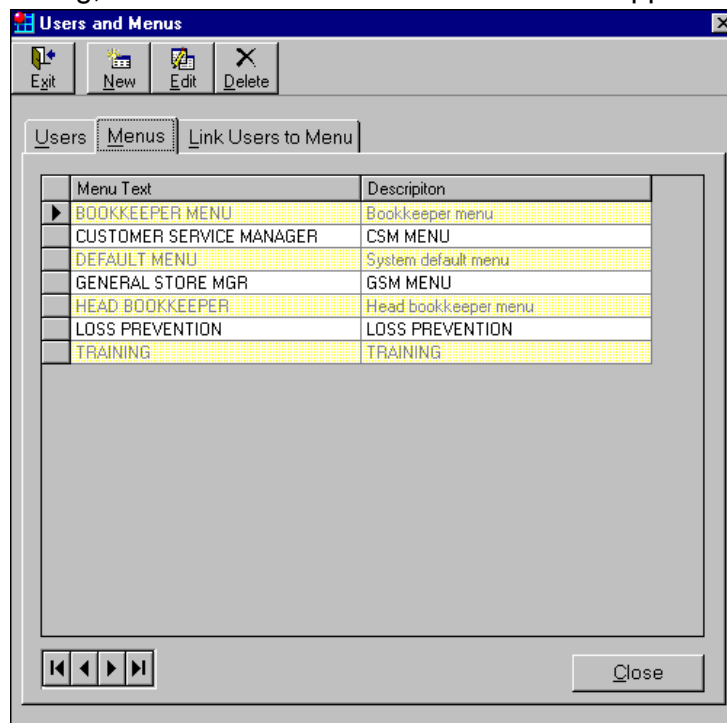 Users and Menus
Exit New Edit Delete
Users Menus Link Users to Menu
Menu Text Descripiton
BOOKKEEPER MENU Bookkeeper menu
CUSTOMER SERVICE MANAGER CSM MENU
DEFAULT MENU System default menu
GENERAL STORE MGR GSM MENU
HEAD BOOKKEEPER Head bookkeeper menu
LOSS PREVENTION LOSS PREVENTION
TRAINING TRAINING
Close